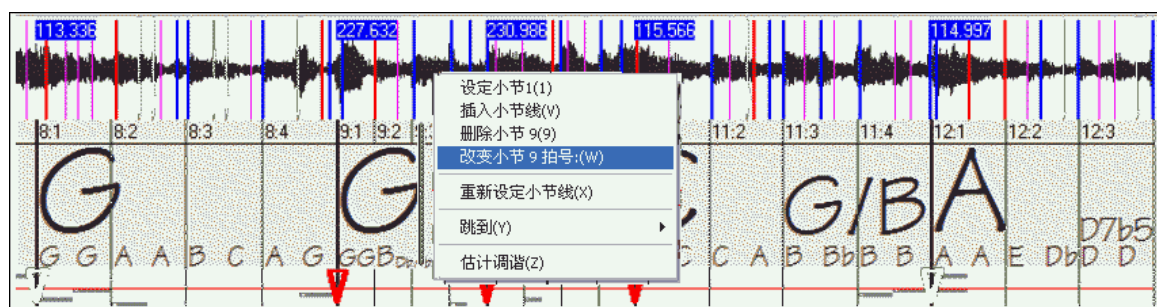 113.336 227.632 230.986 115.566 114.997
设定小节1(1)
插入小节线(V)
删除小节 9(9)
改变小节 9 拍号:(W)
重新设定小节线(X)
跳到(Y)
估计调谐(Z)
8:1 8:2 8:3 8:4 9:1 9:2 11:2 11:3 11:4 12:1 12:2 12:3
G G G/B A
D7b5
G G A A B C A G G G B C A B Bb B B A A E Db D D